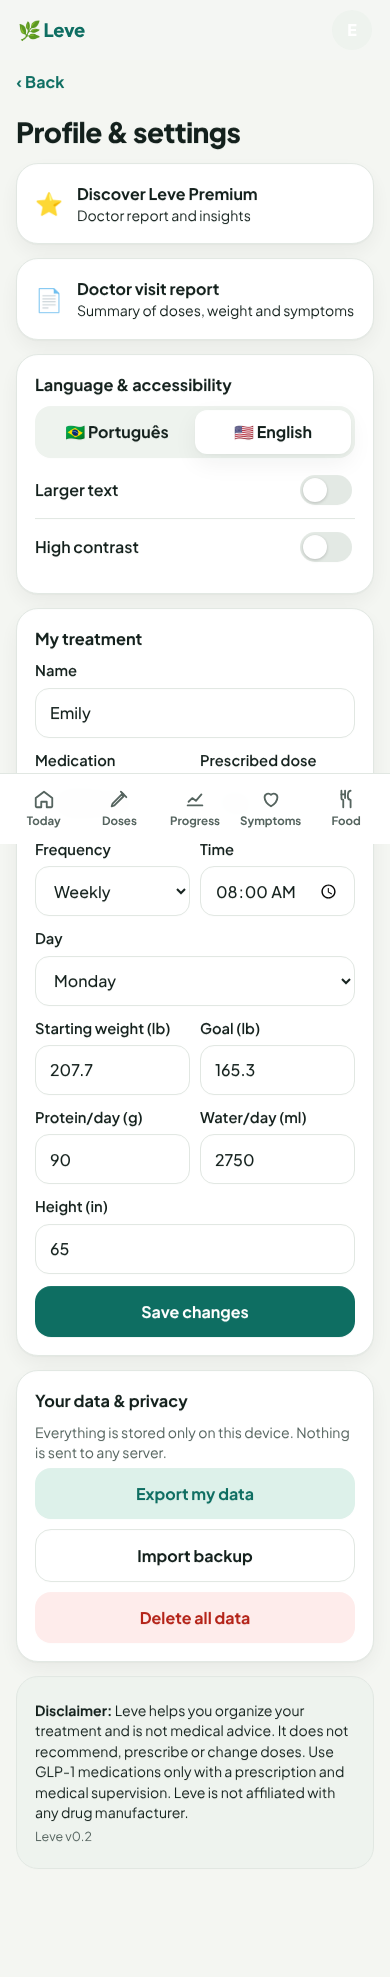 🌿 Leve
E
‹ Back
Profile & settings
Discover Leve Premium
Doctor report and insights
Doctor visit report
Summary of doses, weight and symptoms
Language & accessibility
🇧🇷 Português
🇺🇸 English
Larger text
High contrast
My treatment
Name
Emily
Medication Prescribed dose
Today Doses Progress Symptoms Food
Frequency Time
Weekly 08:00 AM
Day
Monday
Starting weight (lb) Goal (lb)
207.7 165.3
Protein/day (g) Water/day (ml)
90 2750
Height (in)
65
Save changes
Your data & privacy
Everything is stored only on this device. Nothing
is sent to any server.
Export my data
Import backup
Delete all data
Disclaimer: Leve helps you organize your
treatment and is not medical advice. It does not
recommend, prescribe or change doses. Use
GLP-1 medications only with a prescription and
medical supervision. Leve is not affiliated with
any drug manufacturer.
Leve v0.2